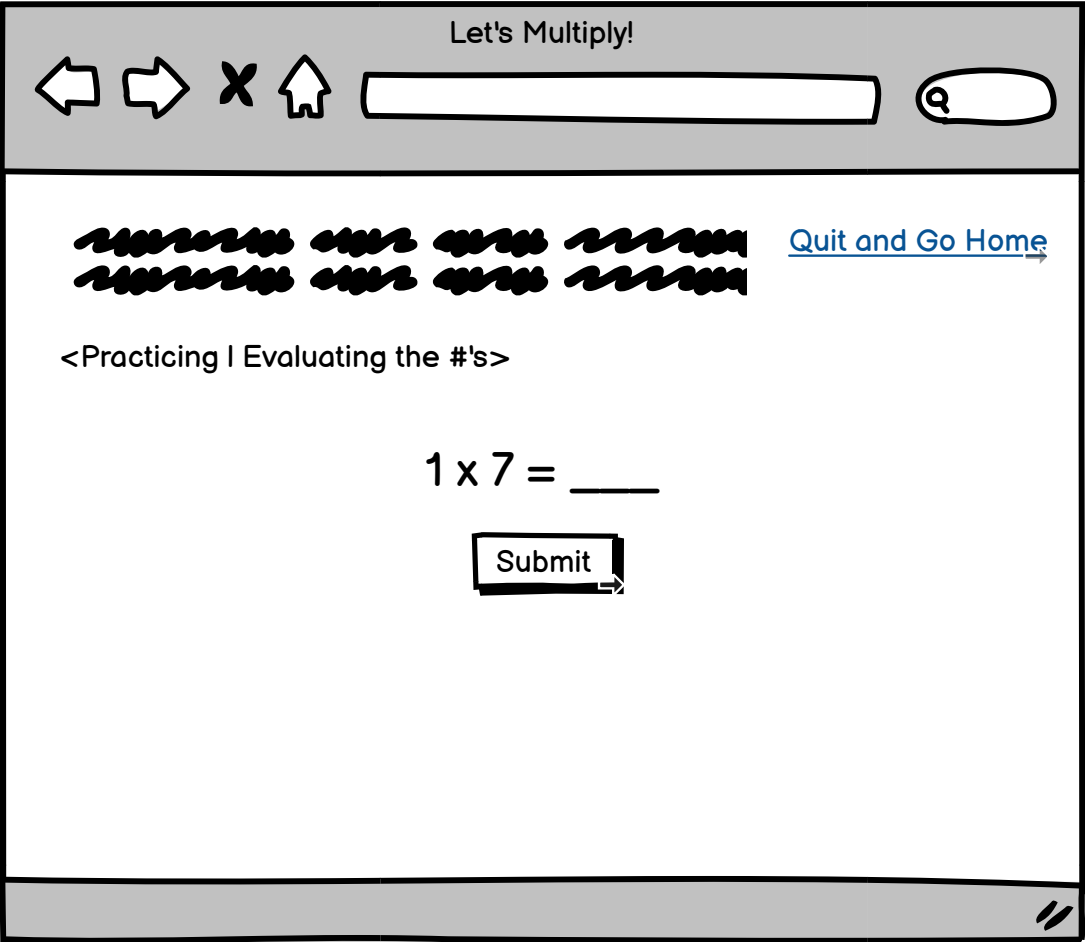 Let's Multiply!
Quit and Go Home
<Practicing | Evaluating the #'s>
1 x 7 = ___
Submit